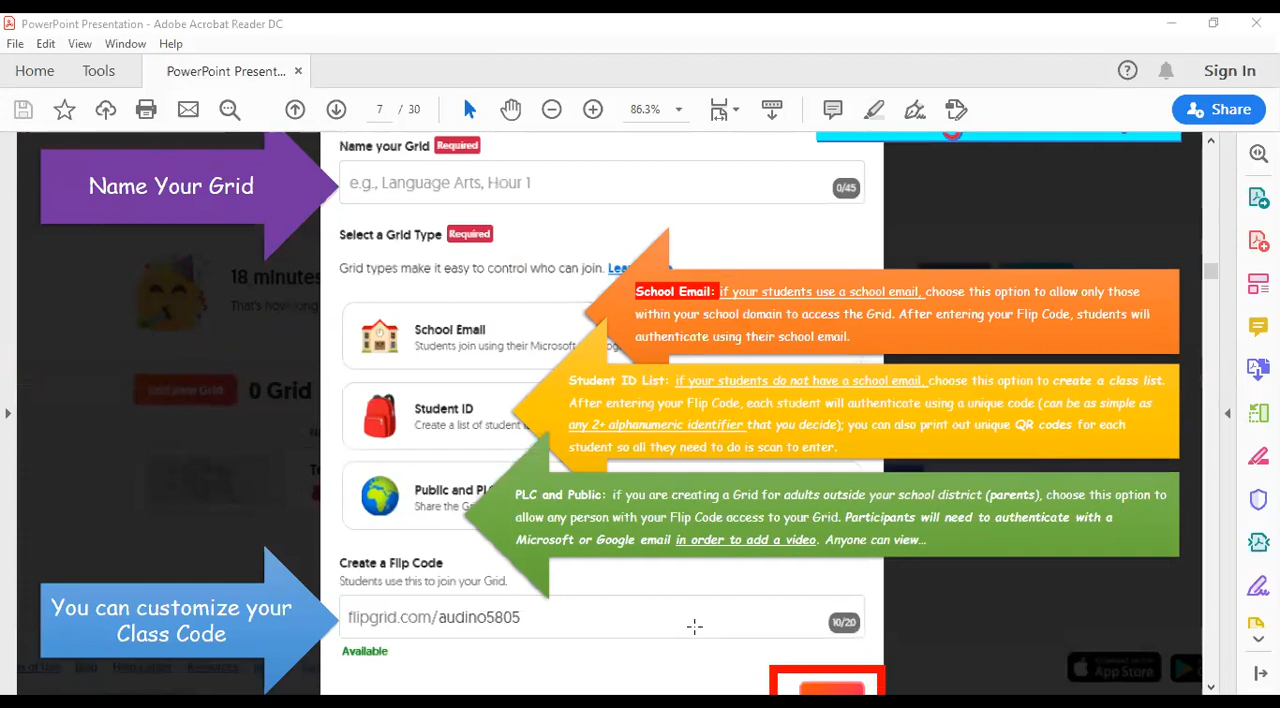 PowerPoint Presentation - Adobe Acrobat Reader DC
File Edit View Window Help
Home Tools PowerPoint Present... ×
Sign In
7 / 30
86.3%
Share
Name Your Grid
Name your Grid Required
e.g., Language Arts, Hour 1
0/45
Select a Grid Type Required
Grid types make it easy to control who can join.
18 minutes
0 Grid
School Email
Students join using their Microsoft
School Email: if your students use a school email, choose this option to allow only those
within your school domain to access the Grid. After entering your Flip Code, students will
authenticate using their school email.
Student ID
Create a list of student
Student ID List: if your students do not have a school email, choose this option to create a class list.
After entering your Flip Code, each student will authenticate using a unique code (can be as simple as
any 2+ alphanumeric identifier that you decide); you can also print out unique QR codes for each
student so all they need to do is scan to enter.
Public and PL
Share the G
PLC and Public: if you are creating a Grid for adults outside your school district (parents), choose this option to
allow any person with your Flip Code access to your Grid. Participants will need to authenticate with a
Microsoft or Google email in order to add a video. Anyone can view...
You can customize your
Class Code
Create a Flip Code
Students use this to join your Grid.
flipgrid.com/audino5805
10/20
Available
Blog Help Center Resources
App Store